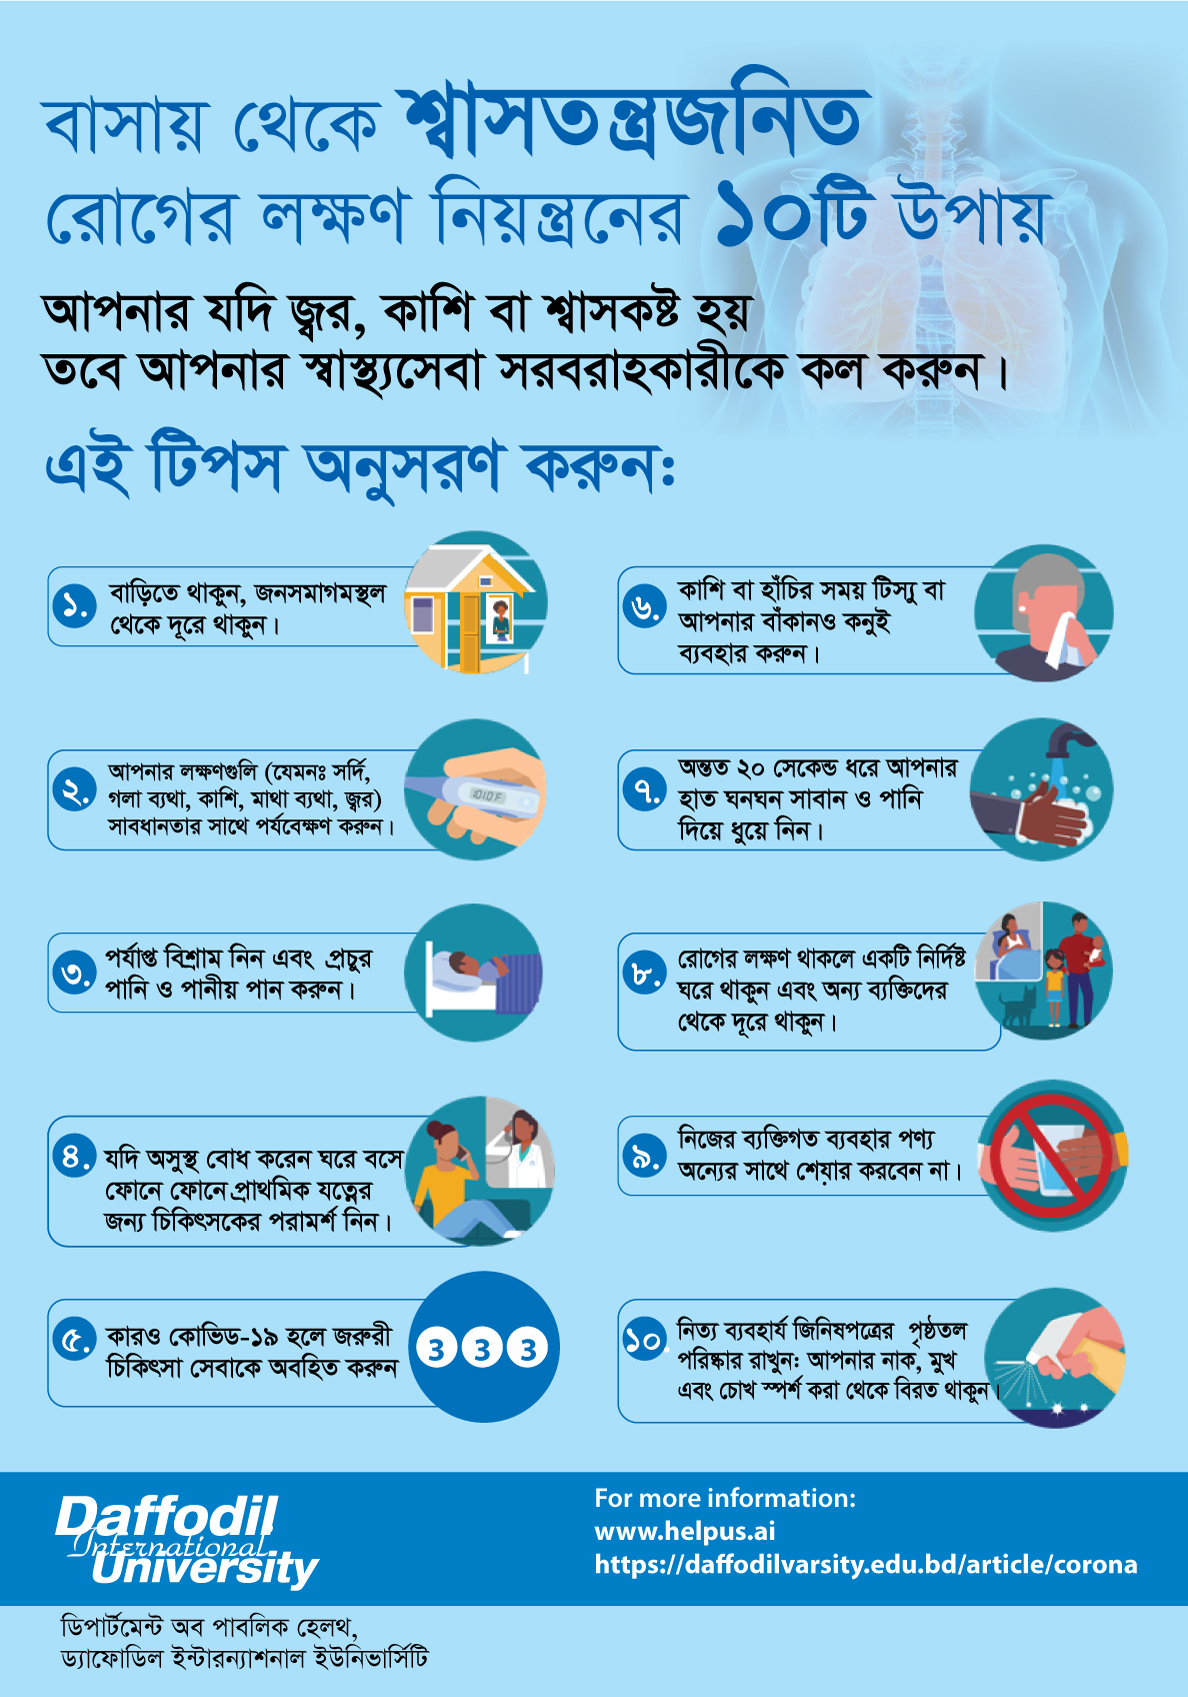 বাসায় থেকে শ্বাসতন্ত্রজনিত
রোগের লক্ষণ নিয়ন্ত্রনের ১০টি উপায়
আপনার যদি জ্বর, কাশি বা শ্বাসকষ্ট হয়
তবে আপনার স্বাস্থ্যসেবা সরবরাহকারীকে কল করুন।
এই টিপস অনুসরণ করুন:
১. বাড়িতে থাকুন, জনসমাগমস্থল
থেকে দূরে থাকুন।
২. আপনার লক্ষণগুলি (যেমনঃ সর্দি,
গলা ব্যথা, কাশি, মাথা ব্যথা, জ্বর)
সাবধানতার সাথে পর্যবেক্ষণ করুন।
101.0°F
৩. পর্যাপ্ত বিশ্রাম নিন এবং প্রচুর
পানি ও পানীয় পান করুন।
৪. যদি অসুস্থ বোধ করেন ঘরে বসে
ফোনে ফোনে প্রাথমিক যত্নের
জন্য চিকিৎসকের পরামর্শ নিন।
৫. কারও কোভিড-১৯ হলে জরুরী
চিকিৎসা সেবাকে অবহিত করুন
3 3 3
৬. কাশি বা হাঁচির সময় টিস্যু বা
আপনার বাঁকানও কনুই
ব্যবহার করুন।
৭. অন্তত ২০ সেকেন্ড ধরে আপনার
হাত ঘনঘন সাবান ও পানি
দিয়ে ধুয়ে নিন।
৮. রোগের লক্ষণ থাকলে একটি নির্দিষ্ট
ঘরে থাকুন এবং অন্য ব্যক্তিদের
থেকে দূরে থাকুন।
৯. নিজের ব্যক্তিগত ব্যবহার পণ্য
অন্যের সাথে শেয়ার করবেন না।
১০. নিত্য ব্যবহার্য জিনিষপত্রের পৃষ্ঠতল
পরিষ্কার রাখুন: আপনার নাক, মুখ
এবং চোখ স্পর্শ করা থেকে বিরত থাকুন।
Daffodil
International
University
For more information:
www.helpus.ai
https://daffodilvarsity.edu.bd/article/corona
ডিপার্টমেন্ট অব পাবলিক হেলথ,
ড্যাফোডিল ইন্টারন্যাশনাল ইউনিভার্সিটি